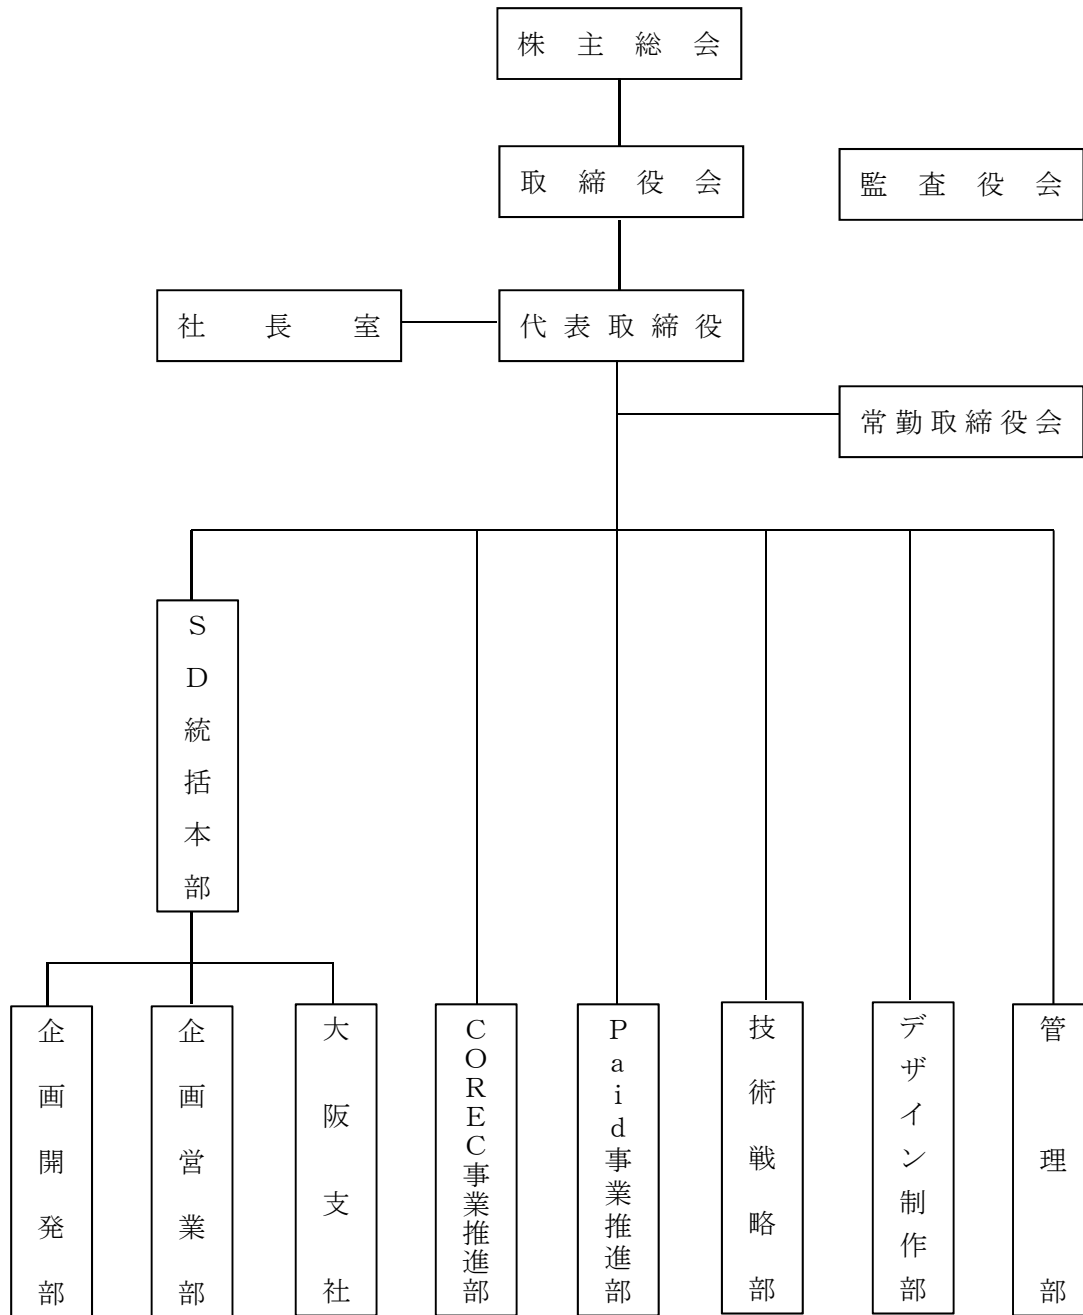 株主総会
取締役会
監査役会
社長室
代表取締役
常勤取締役会
SD統括本部
企画開発部
企画営業部
大阪支社
COREC事業推進部
Paid事業推進部
技術戦略部
デザイン制作部
管理部